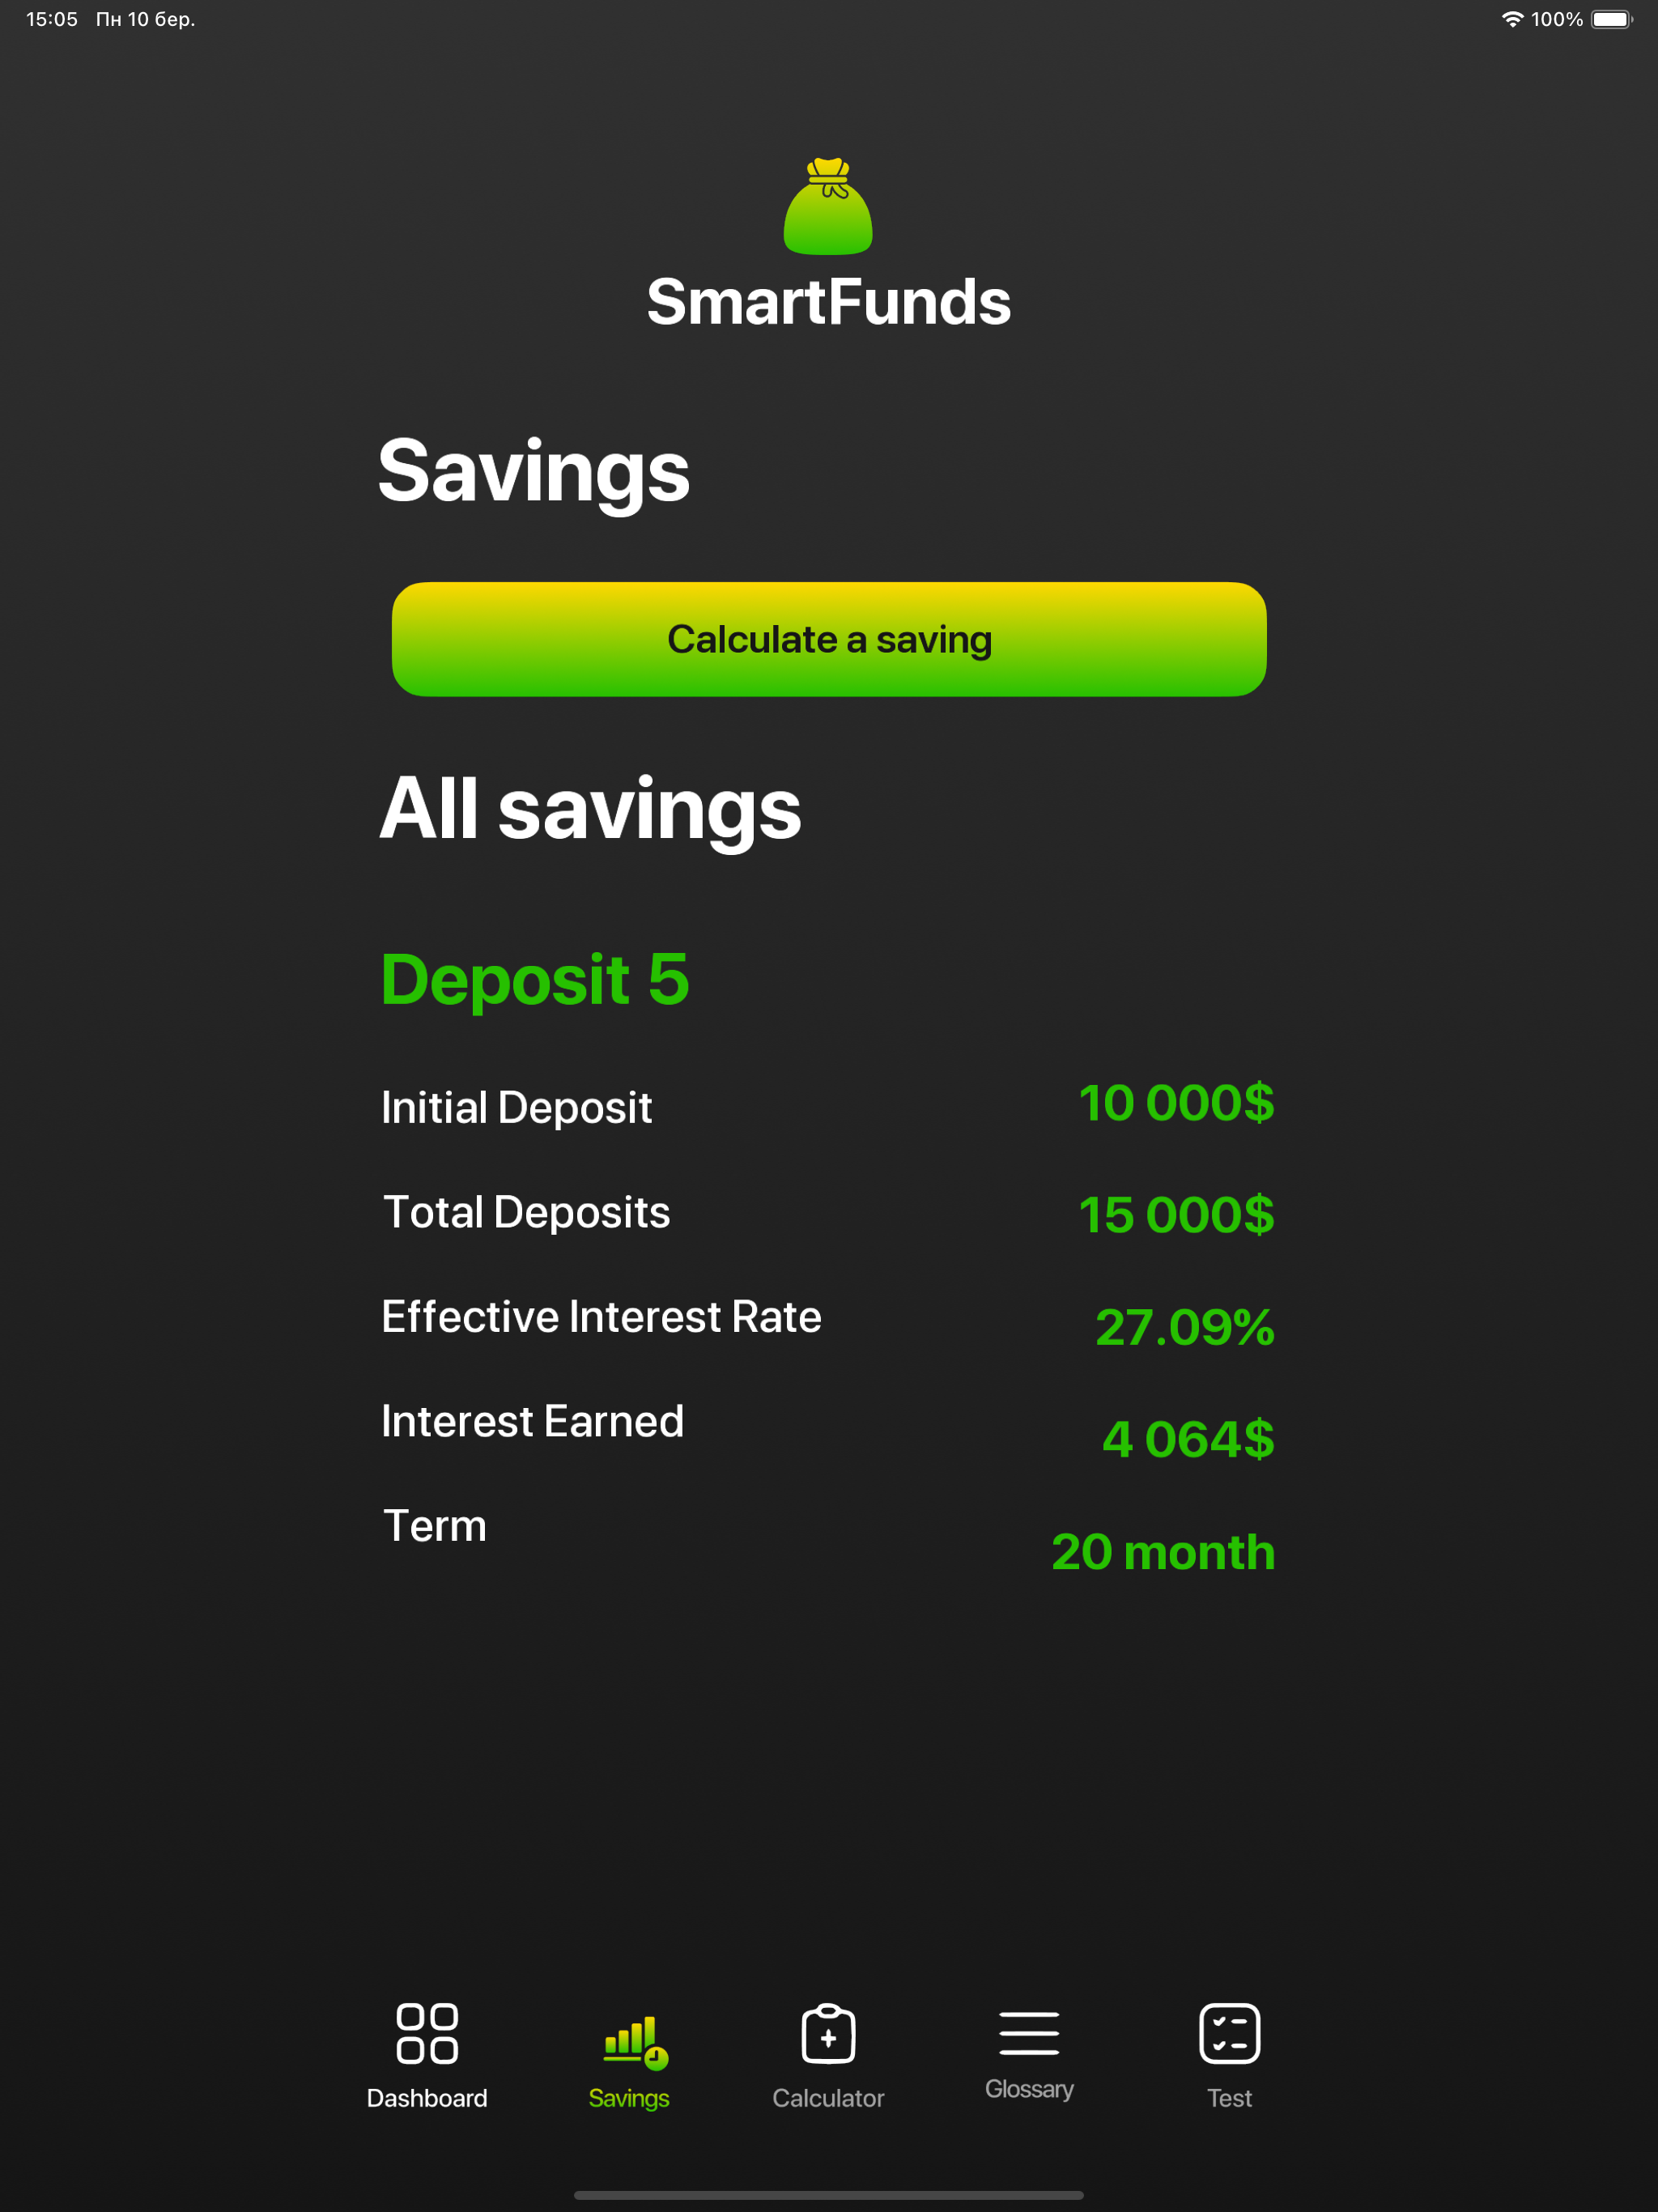 15:05 Пн 10 бер. 100%
SmartFunds
Savings
Calculate a saving
All savings
Deposit 5
Initial Deposit 10 000$
Total Deposits 15 000$
Effective Interest Rate 27.09%
Interest Earned 4 064$
Term 20 month
Dashboard Savings Calculator Glossary Test